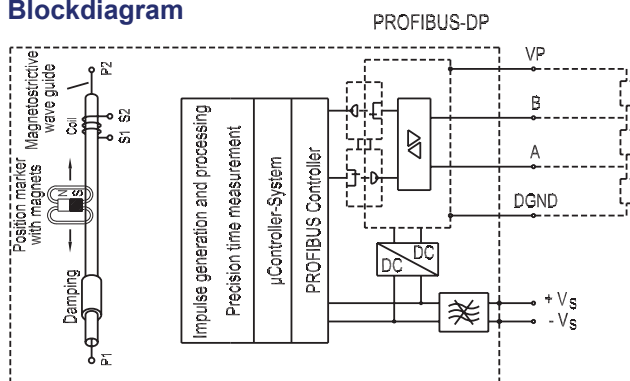 Blockdiagram
PROFIBUS-DP
Magnetostrictive
wave guide
P2
Coil
S1 S2
Position marker
with magnets
N
S
Damping
P1
Impulse generation and processing
Precision time measurement
µController-System
PROFIBUS Controller
VP
B
A
DGND
DC
DC
+ Vs
- Vs